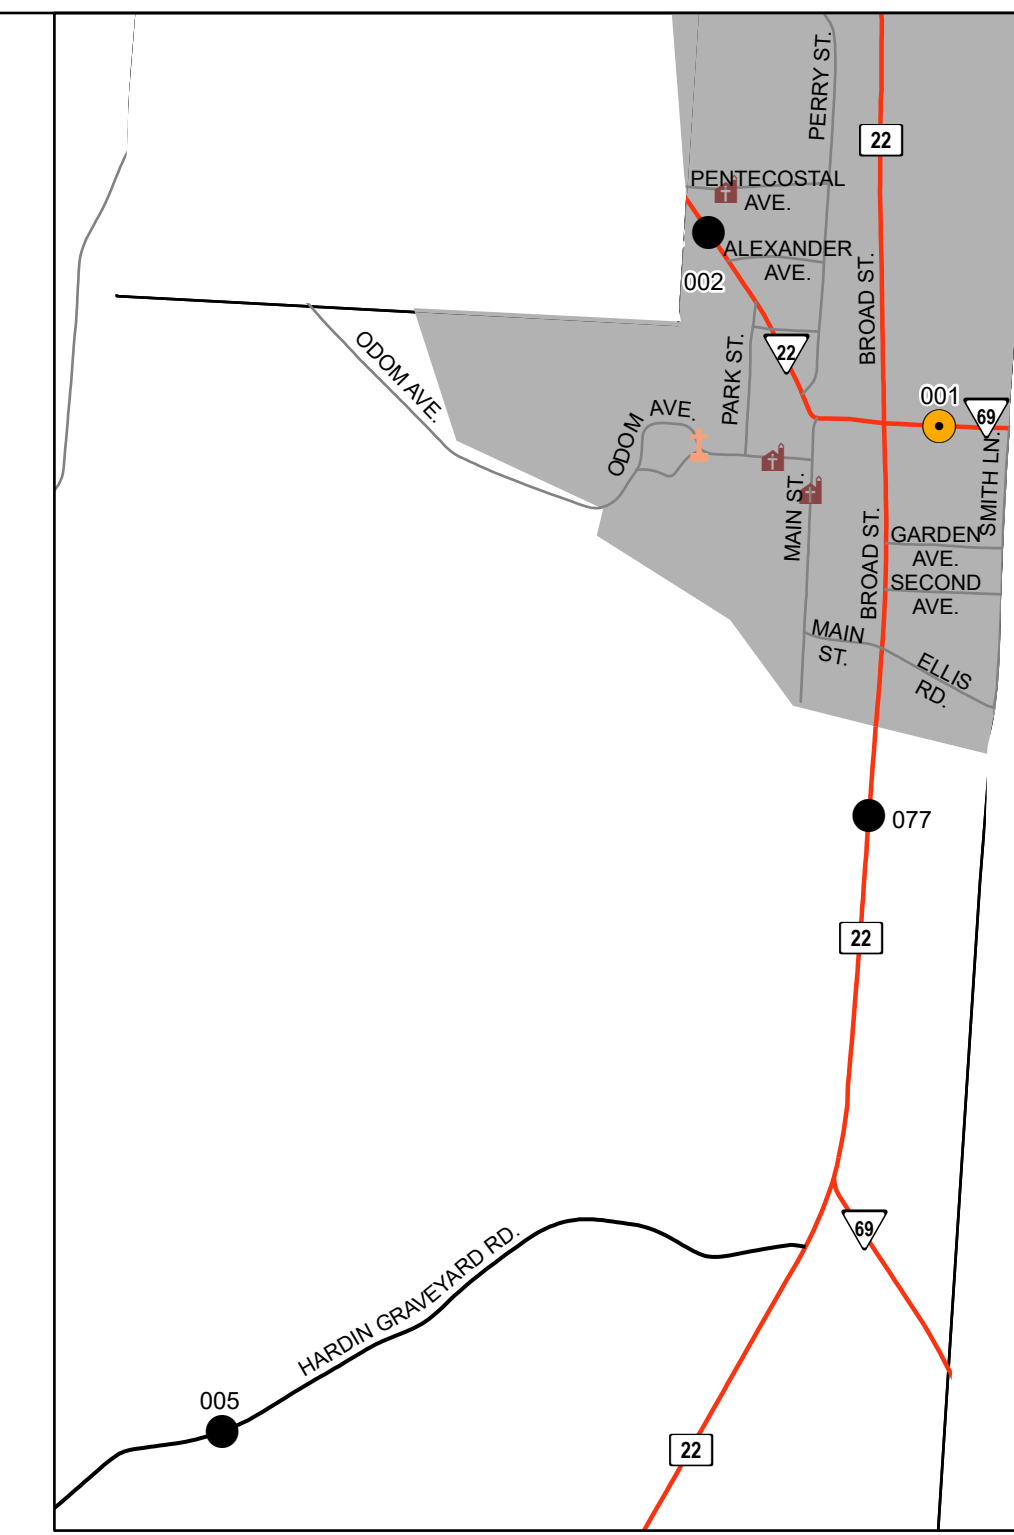 PERRY ST.
22
PENTECOSTAL
AVE.
ALEXANDER
AVE.
002
BROAD ST.
ODOM AVE.
PARK ST.
22
001
69
ODOM
AVE.
SMITH LN.
MAIN ST.
BROAD ST.
GARDEN
AVE.
SECOND
AVE.
MAIN
ST.
ELLIS
RD.
077
22
69
HARDIN GRAVEYARD RD.
005
22